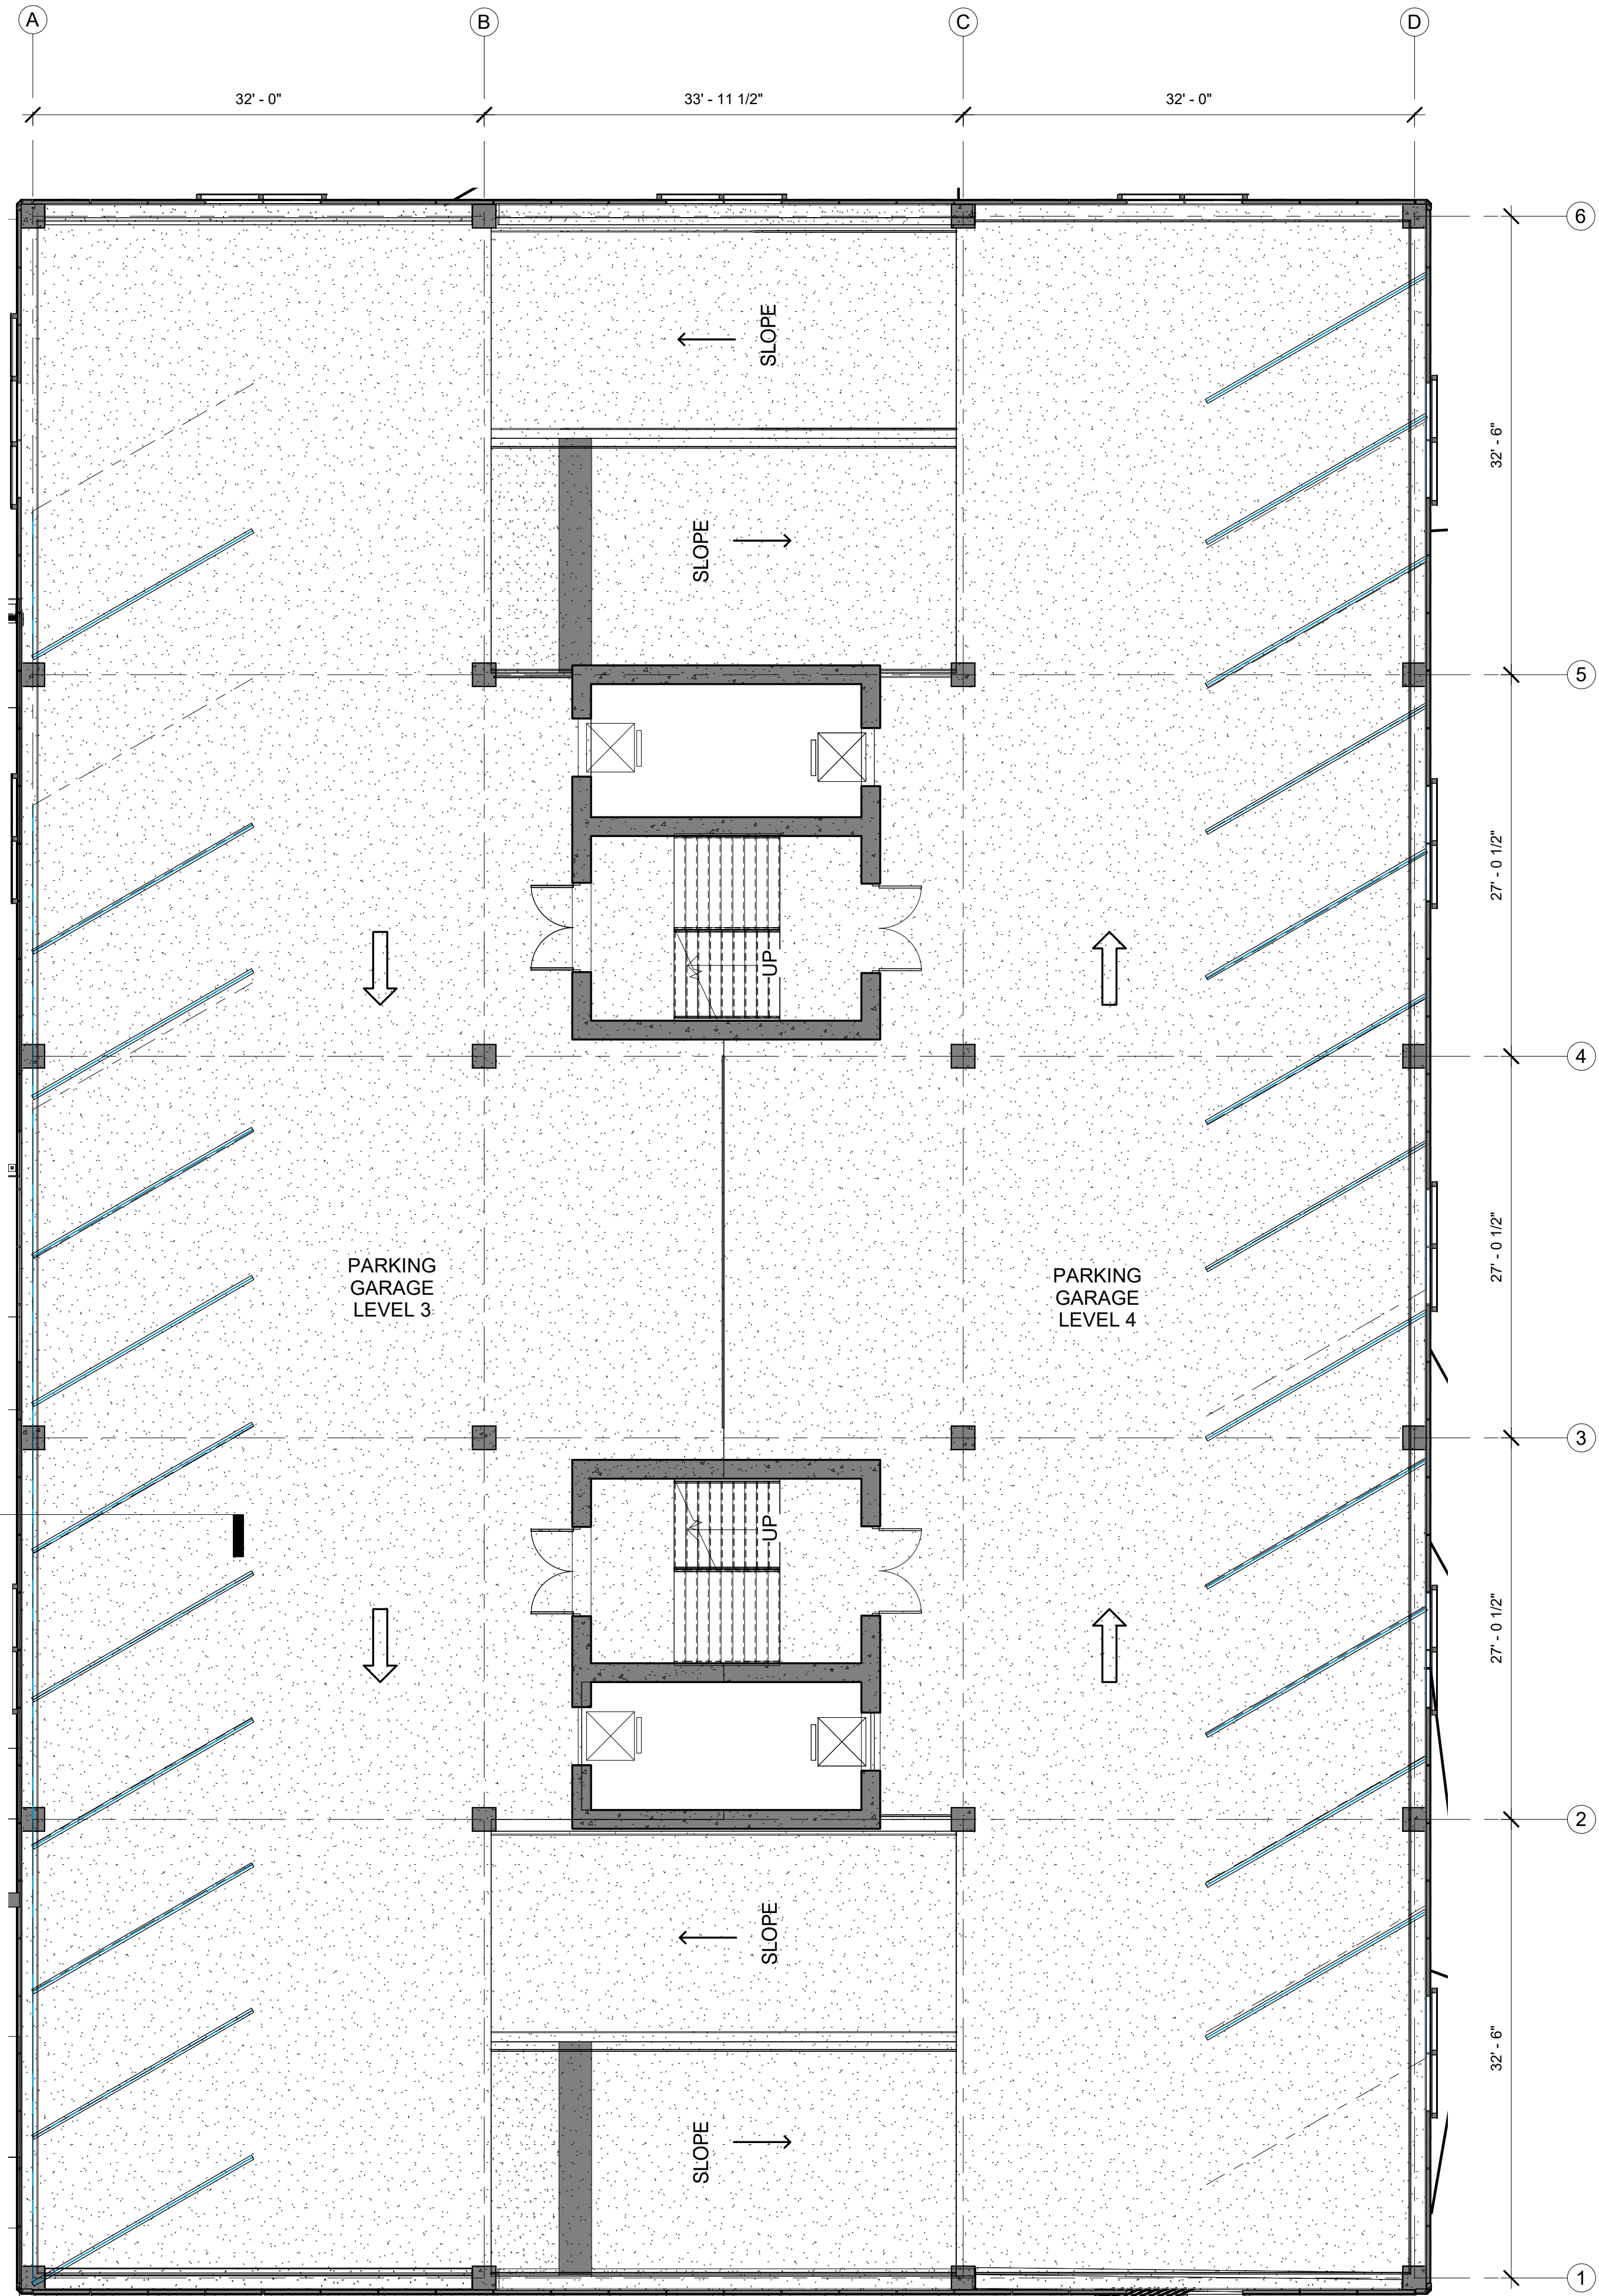 A
B
C
D
32' - 0"
33' - 11 1/2"
32' - 0"
6
SLOPE
32' - 6"
SLOPE
5
27' - 0 1/2"
UP
4
27' - 0 1/2"
PARKING
GARAGE
LEVEL 3
PARKING
GARAGE
LEVEL 4
3
UP
27' - 0 1/2"
2
SLOPE
32' - 6"
SLOPE
1